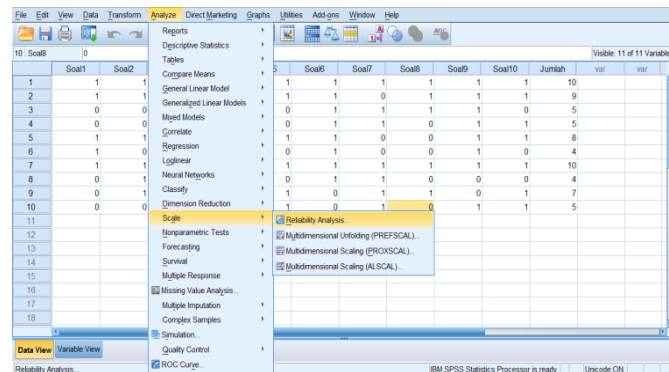 File Edit View Data Transform Analyze Direct Marketing Graphs Utilities Add-ons Window Help
10 : Soal8 0 Visible: 11 of 11 Variable
Soal1 Soal2 5 Soal6 Soal7 Soal8 Soal9 Soal10 Jumlah var var
1 1 1 1 1 1 1 1 1 10
2 1 1 1 1 0 1 1 1 9
3 0 0 0 1 1 1 1 0 5
4 0 0 0 1 1 0 1 1 5
5 1 1 1 1 0 0 1 1 8
6 1 0 0 1 0 0 1 0 4
7 1 1 1 1 1 1 1 1 10
8 0 1 1 1 1 0 0 0 4
9 0 1 1 0 1 1 0 1 7
10 0 0 1 0 1 0 1 1 5
11
12
13
14
15
16
17
18
Reports
Descriptive Statistics
Tables
Compare Means
General Linear Model
Generalized Linear Models
Mixed Models
Correlate
Regression
Loglinear
Neural Networks
Classify
Dimension Reduction
Scale
Nonparametric Tests
Forecasting
Survival
Multiple Response
Missing Value Analysis...
Multiple Imputation
Complex Samples
Simulation...
Quality Control
ROC Curve...
Reliability Analysis...
Multidimensional Unfolding (PREFSCAL)...
Multidimensional Scaling (PROXSCAL)...
Multidimensional Scaling (ALSCAL)...
Data View Variable View
Reliability Analysis... IBM SPSS Statistics Processor is ready Unicode:ON